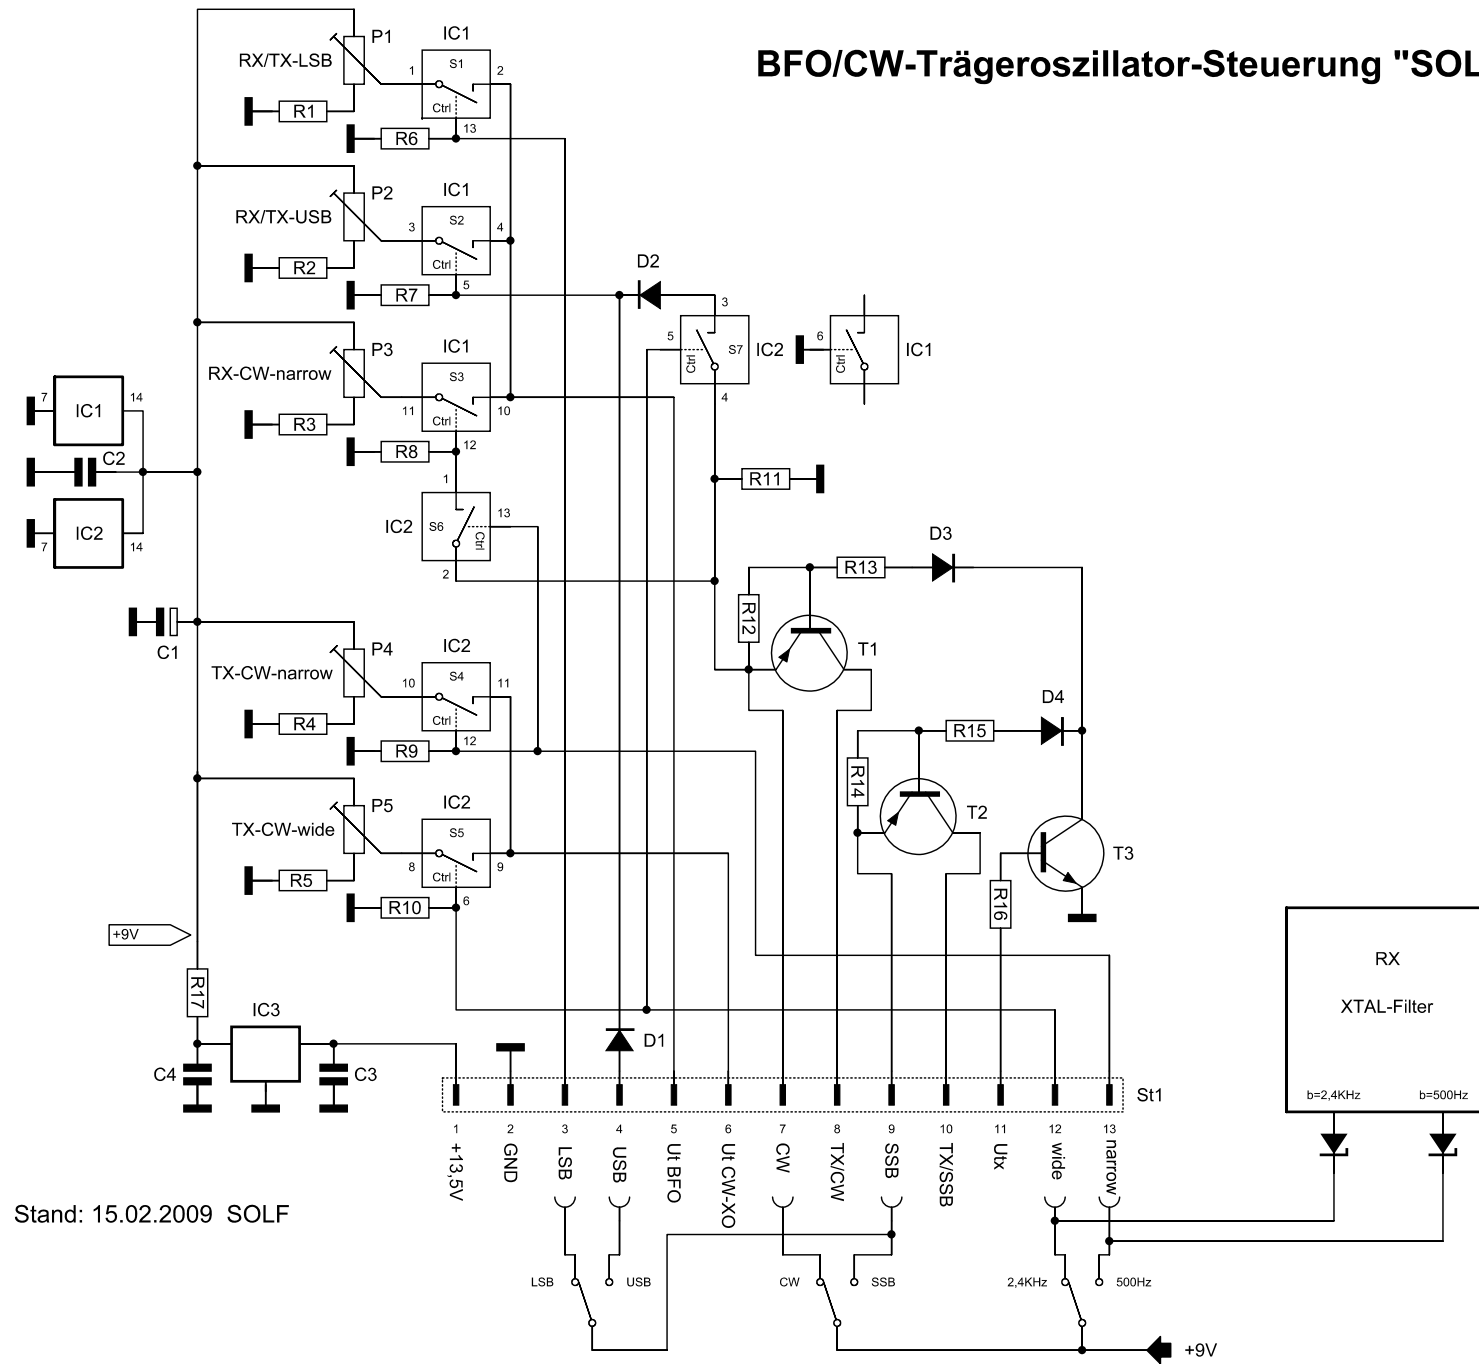 BFO/CW-Trägeroszillator-Steuerung "SOL
P1
RX/TX-LSB
R1
IC1
S1
1
2
Ctrl
13
R6
P2
RX/TX-USB
R2
IC1
S2
3
4
Ctrl
5
R7
D2
3
5
Ctrl
S7
IC2
4
6
Ctrl
IC1
P3
RX-CW-narrow
R3
IC1
S3
11
10
Ctrl
12
R8
7
IC1
14
C2
7
IC2
14
1
IC2
S6
13
Ctrl
2
R11
D3
R13
R12
T1
C1
P4
TX-CW-narrow
R4
IC2
S4
10
11
Ctrl
12
R9
D4
R15
R14
T2
P5
TX-CW-wide
R5
IC2
S5
8
9
Ctrl
6
R10
T3
R16
+9V
R17
IC3
C4
C3
D1
RX
XTAL-Filter
b=2,4KHz
b=500Hz
St1
1
2
3
4
5
6
7
8
9
10
11
12
13
+13,5V
GND
LSB
USB
Ut BFO
Ut CW-XO
CW
TX/CW
SSB
TX/SSB
Utx
wide
narrow
Stand: 15.02.2009 SOLF
LSB
USB
CW
SSB
2,4KHz
500Hz
+9V